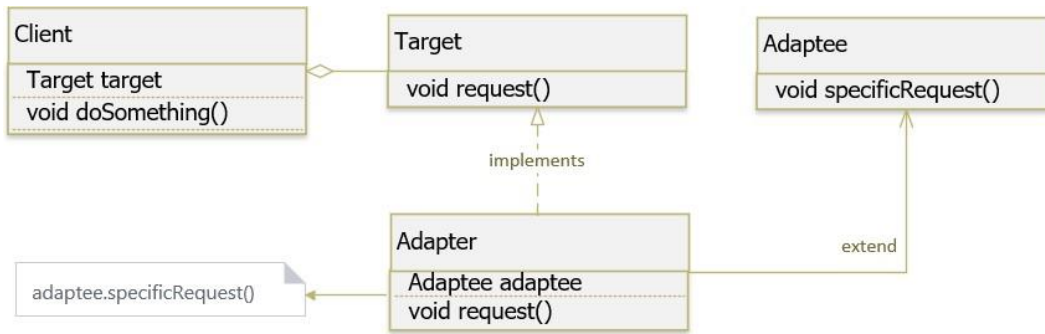 Client
Target target
void doSomething()
Target
void request()
Adaptee
void specificRequest()
implements
Adapter
Adaptee adaptee
void request()
extend
adaptee.specificRequest()